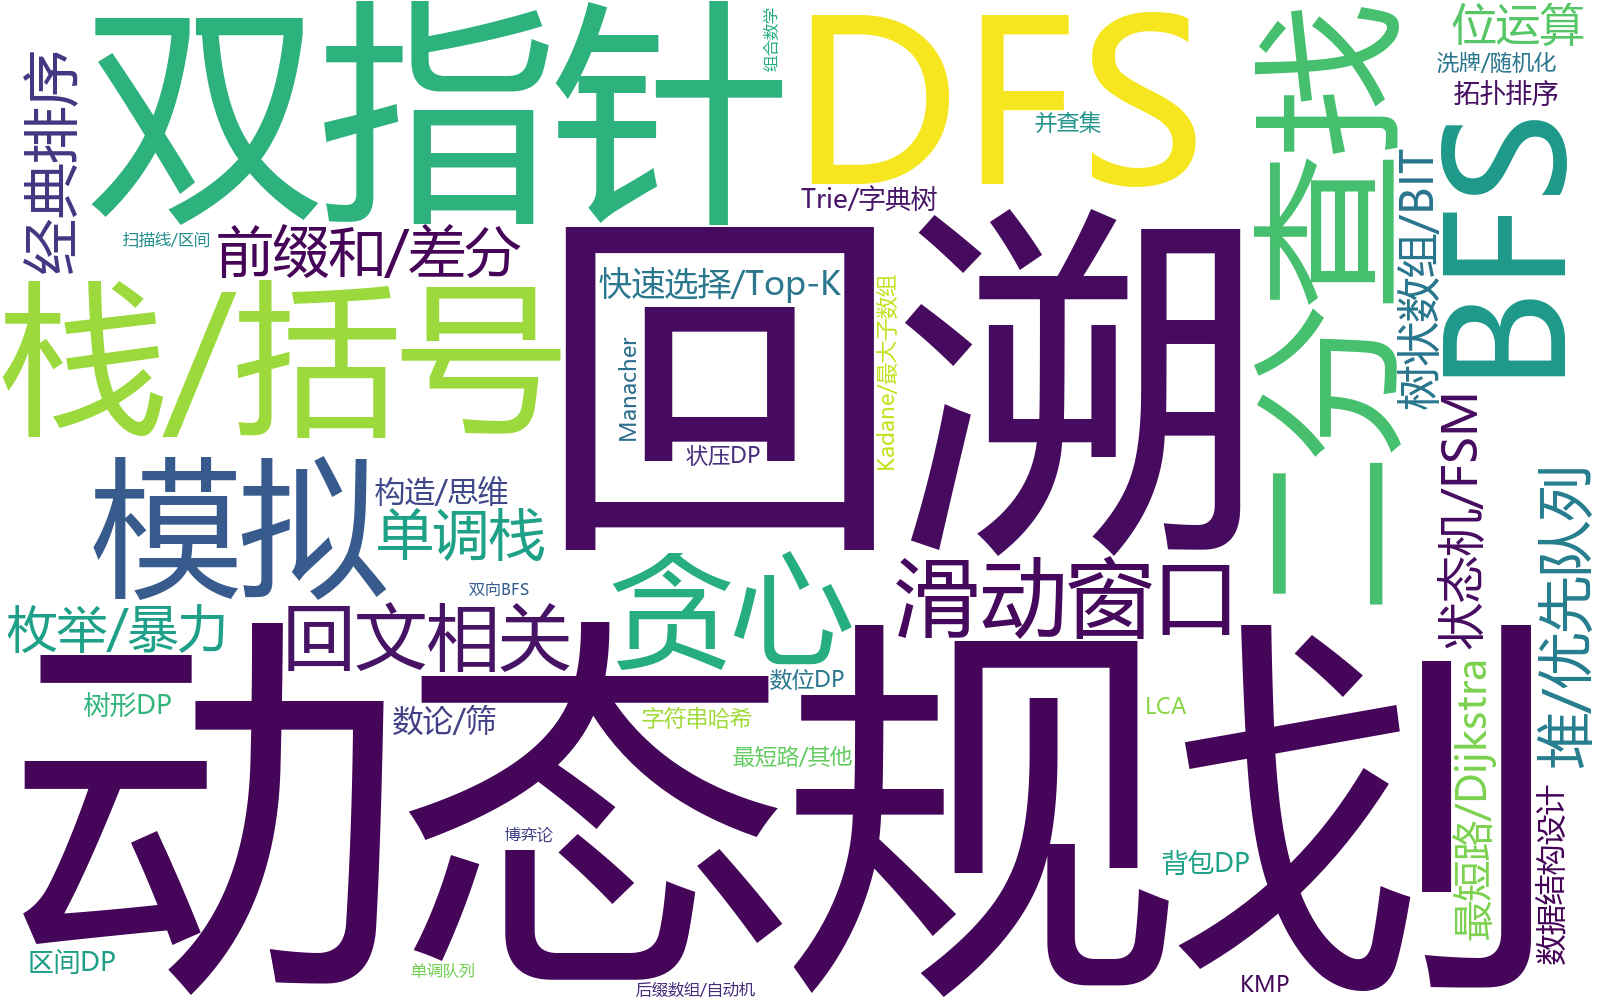 双指针
DFS
组合数学
位运算
洗牌/随机化
拓扑排序
经典排序
并查集
二分查找
BFS
树状数组/BIT
Trie/字典树
扫描线/区间
前缀和/差分
回溯
快速选择/Top-K
Kadane/最大子数组
栈/括号
Manacher
状压DP
状态机/FSM
模拟
构造/思维
单调栈
双向BFS
贪心
滑动窗口
堆/优先队列
枚举/暴力
回文相关
动态规划
数位DP
树形DP
数论/筛
字符串哈希
LCA
最短路/Dijkstra
最短路/其他
数据结构设计
博弈论
背包DP
区间DP
单调队列
后缀数组/自动机
KMP